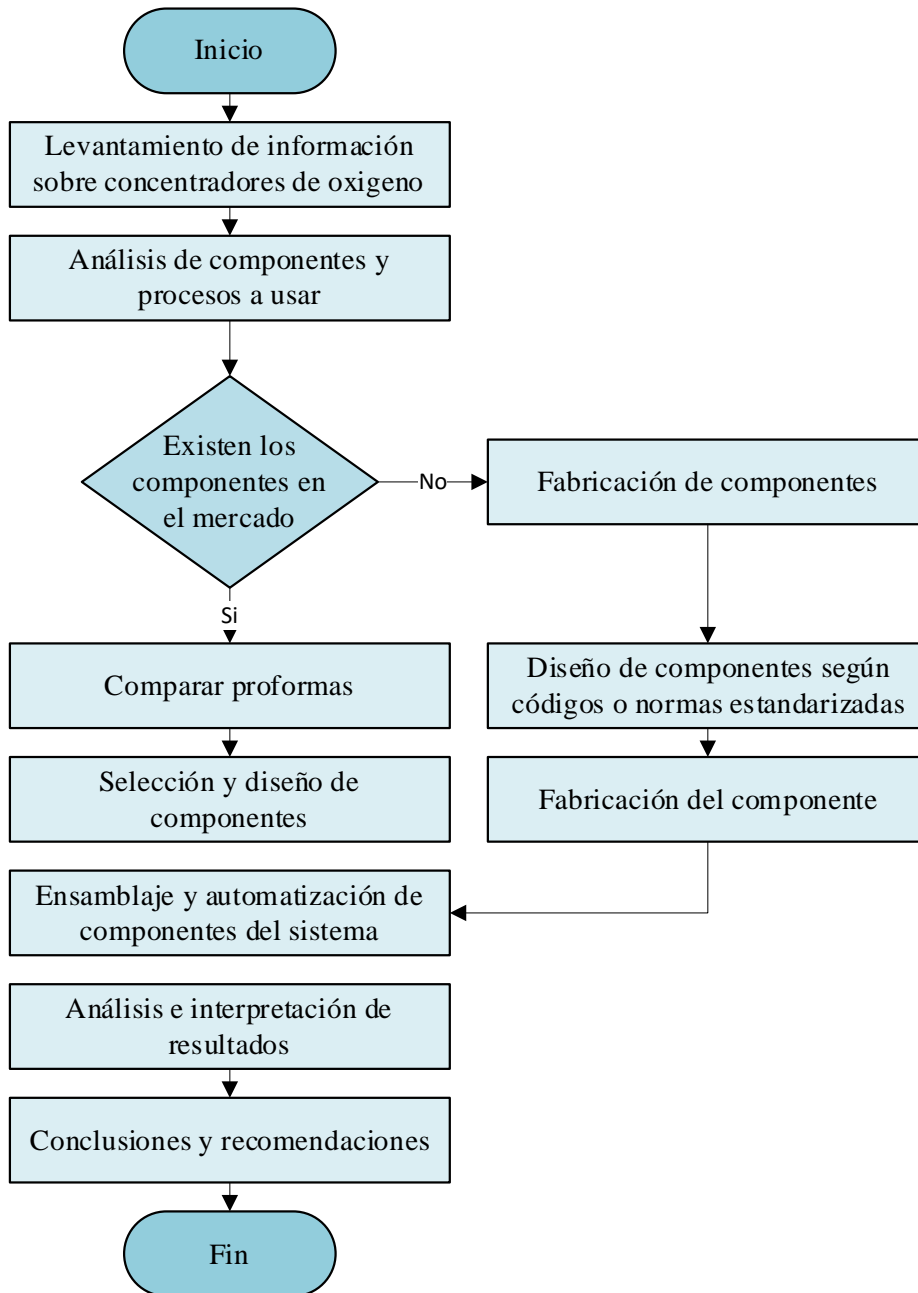 Inicio
Levantamiento de información
sobre concentradores de oxigeno
Análisis de componentes y
procesos a usar
Existen los
componentes en
el mercado
No
Fabricación de componentes
Si
Comparar proformas
Diseño de componentes según
códigos o normas estandarizadas
Selección y diseño de
componentes
Fabricación del componente
Ensamblaje y automatización de
componentes del sistema
Análisis e interpretación de
resultados
Conclusiones y recomendaciones
Fin